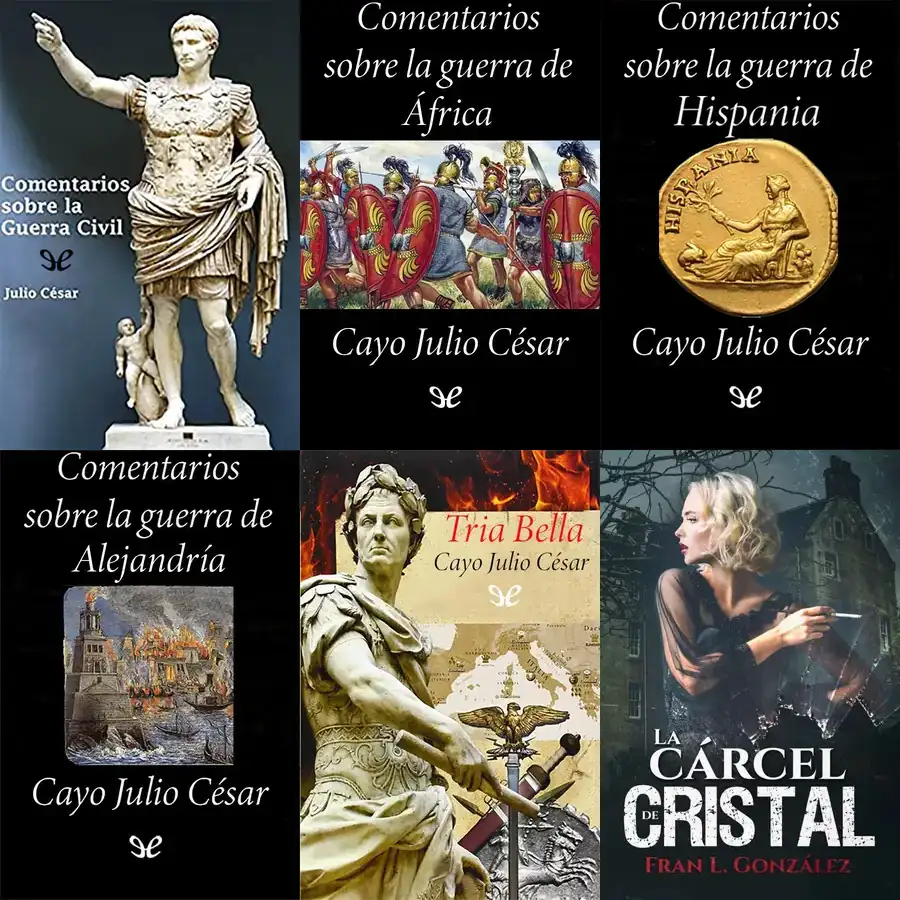 Comentarios
sobre la
Guerra Civil
Julio César
Comentarios
sobre la guerra de
África
Cayo Julio César
Comentarios
sobre la guerra de
Hispania
HISPANIA
Cayo Julio César
Comentarios
sobre la guerra de
Alejandría
Cayo Julio César
Tria Bella
Cayo Julio César
LA
CÁRCEL
DE
CRISTAL
FRAN L. GONZÁLEZ